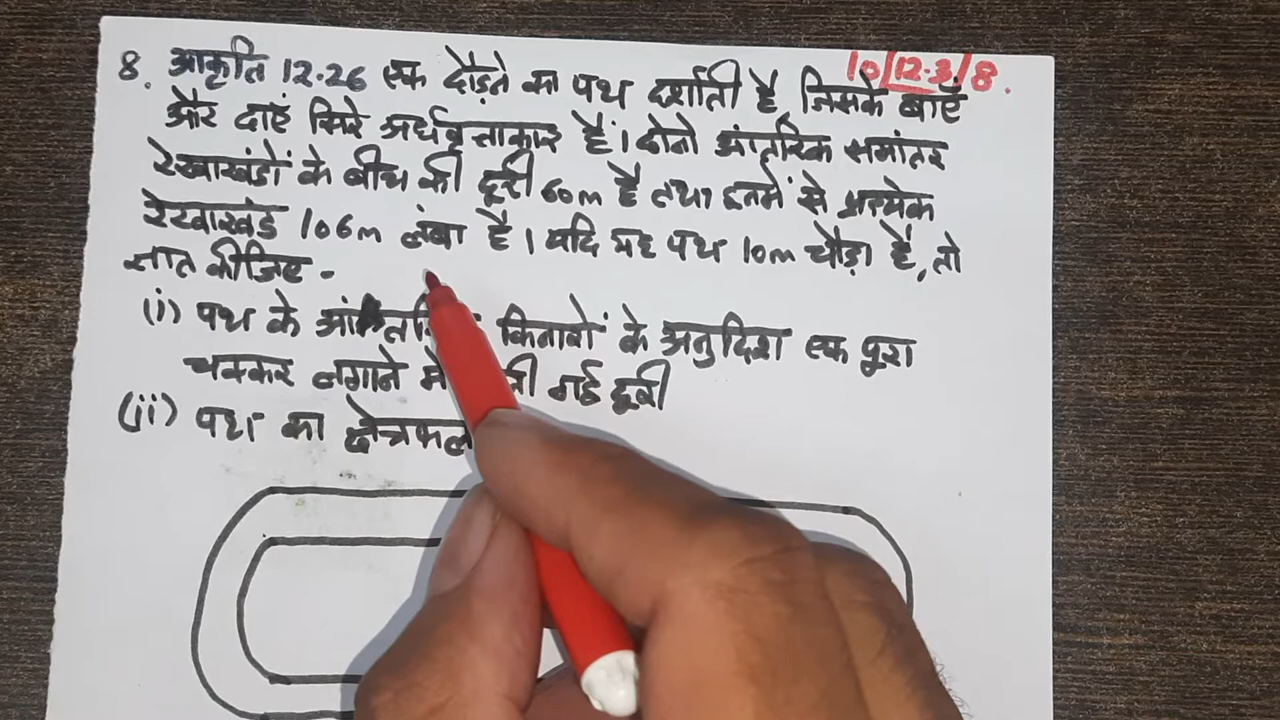 10/12.3/8.
8. आकृति 12.26 एक दौड़ने का पथ दर्शाती है, जिसके बाएँ
और दाएं सिरे अर्धवृत्ताकार हैं। दोनो आंतरिक समांतर
रेखाखंडों के बीच की दूरी 60m है तथा इनमें से प्रत्येक
रेखाखंड 106m लंबा है। यदि यह पथ 10m चौड़ा है, तो
ज्ञात कीजिए -
(i) पथ के किनारों के अनुदिश एक पूरा
चक्कर लगाने में गई दूरी
(ii) पथ का क्षेत्रफल